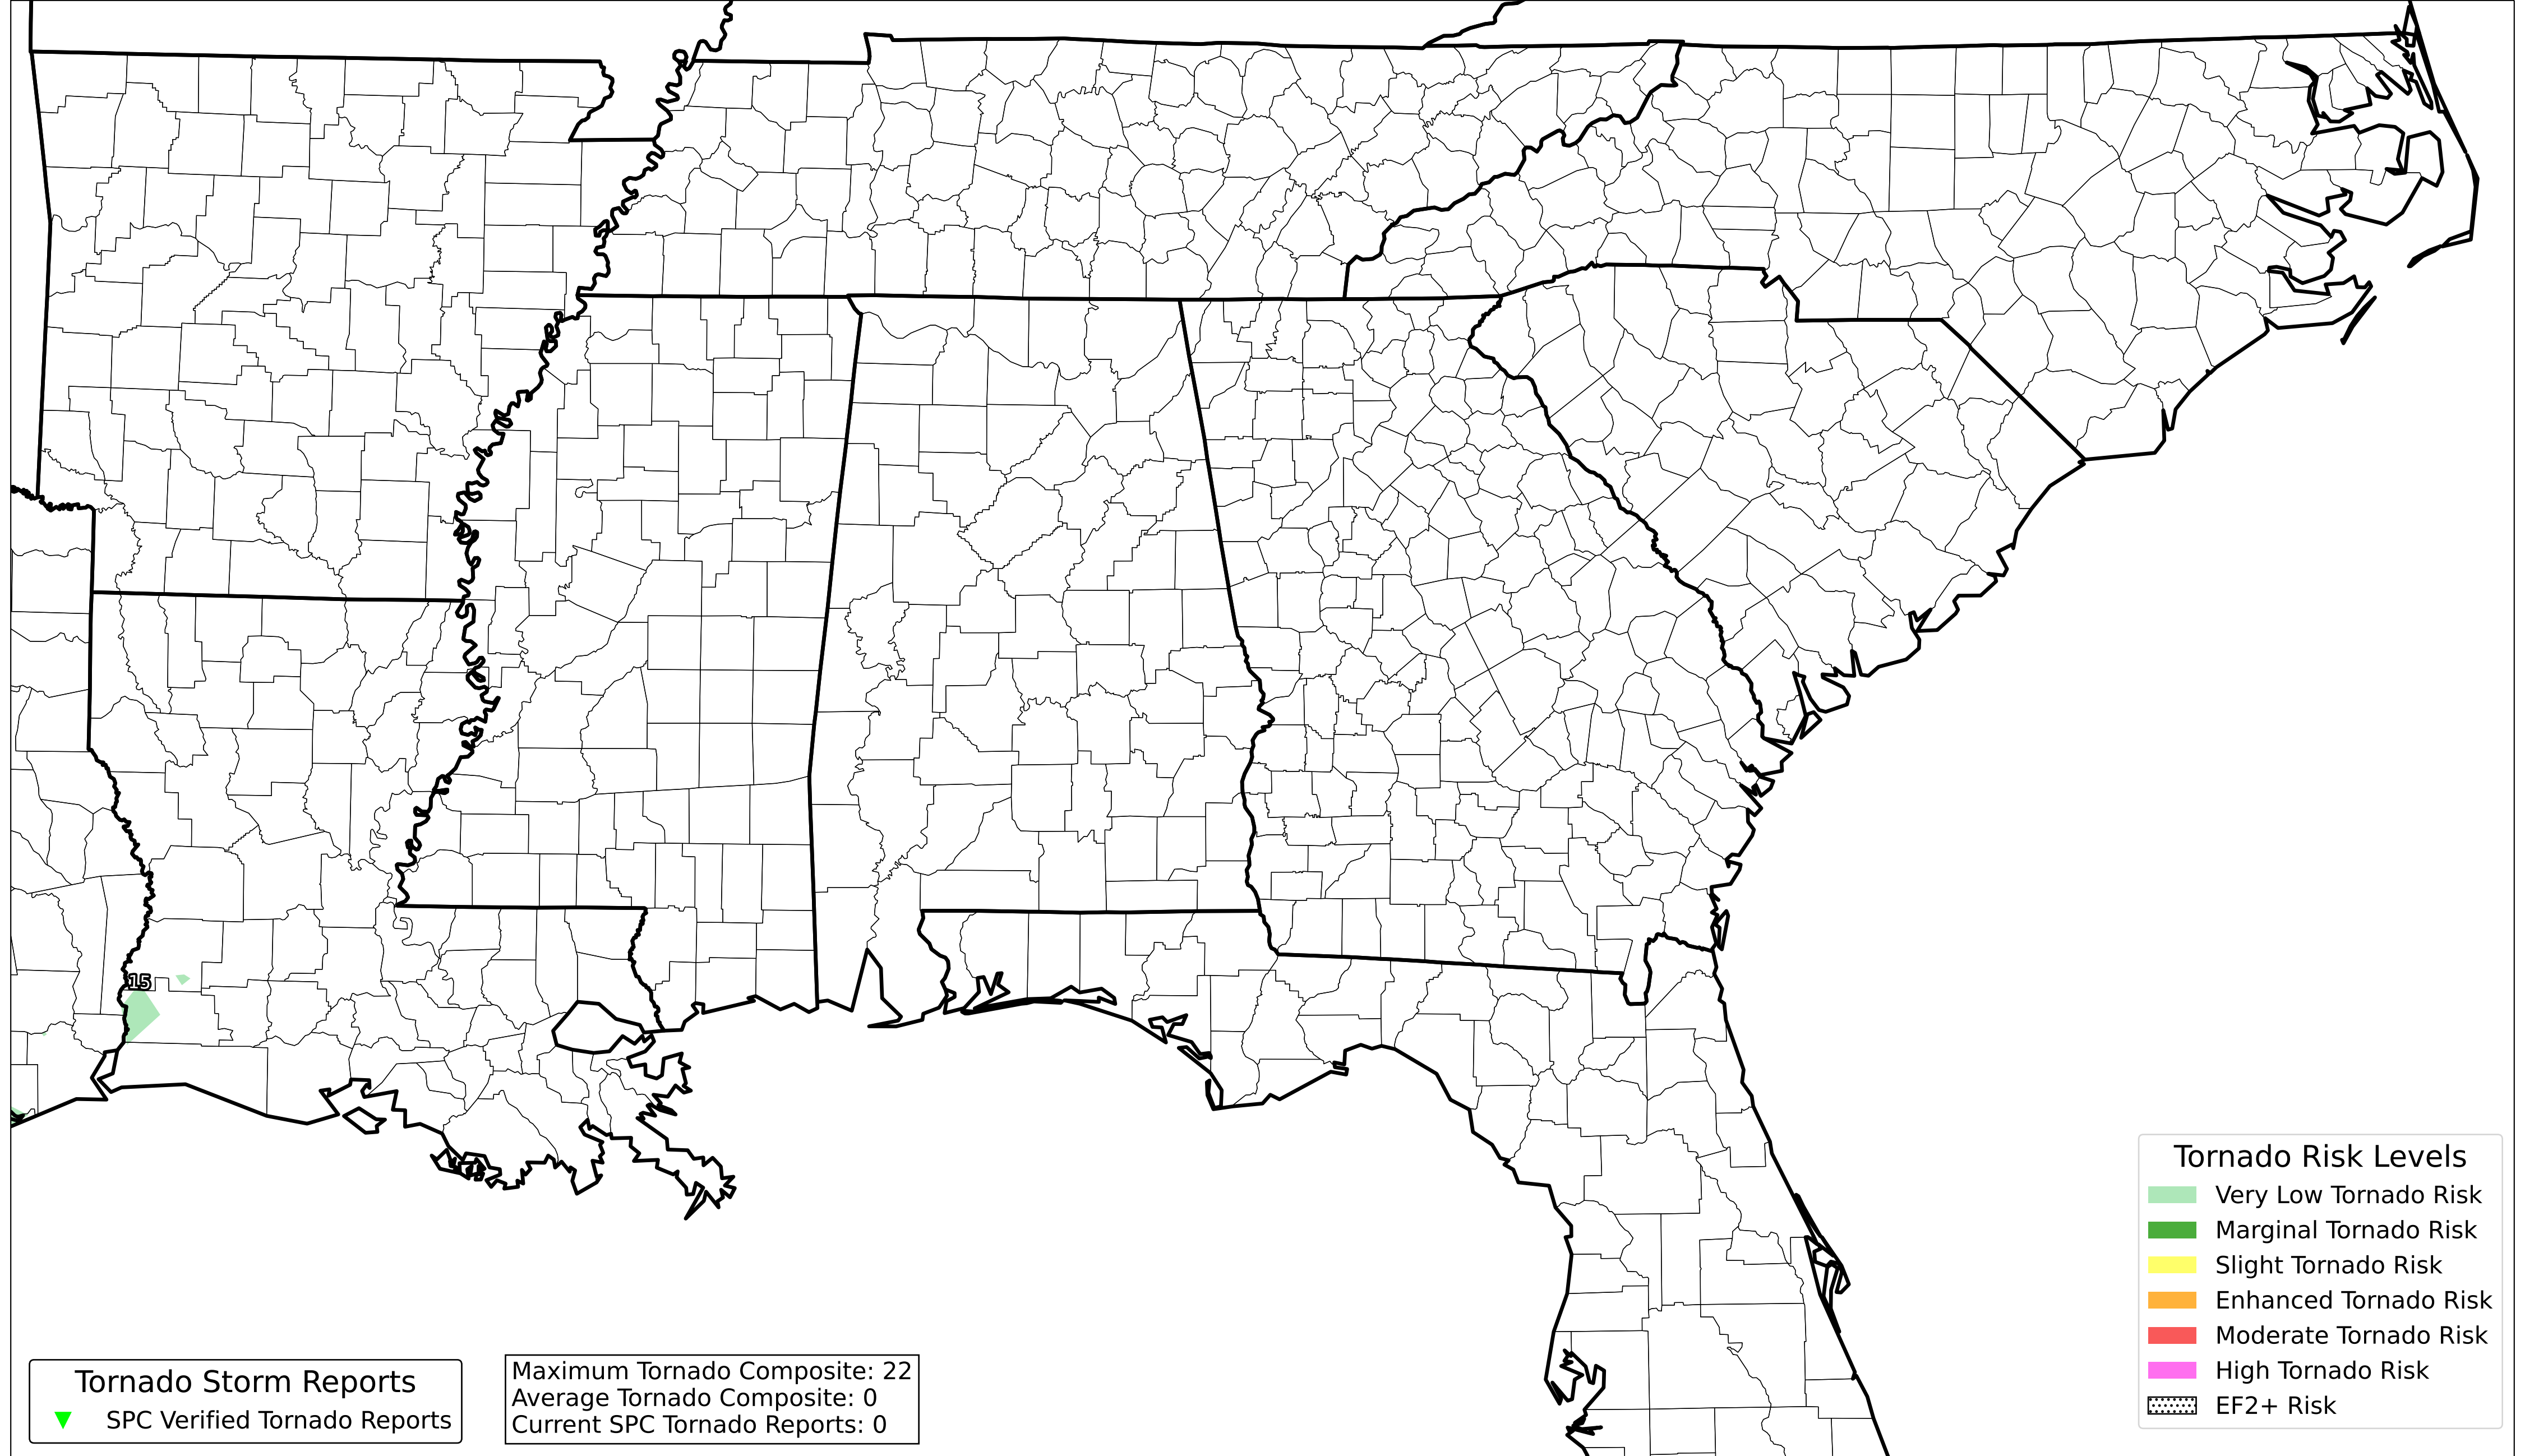 15
Tornado Risk Levels
Very Low Tornado Risk
Marginal Tornado Risk
Slight Tornado Risk
Enhanced Tornado Risk
Moderate Tornado Risk
High Tornado Risk
EF2+ Risk
Tornado Storm Reports
SPC Verified Tornado Reports
Maximum Tornado Composite: 22
Average Tornado Composite: 0
Current SPC Tornado Reports: 0